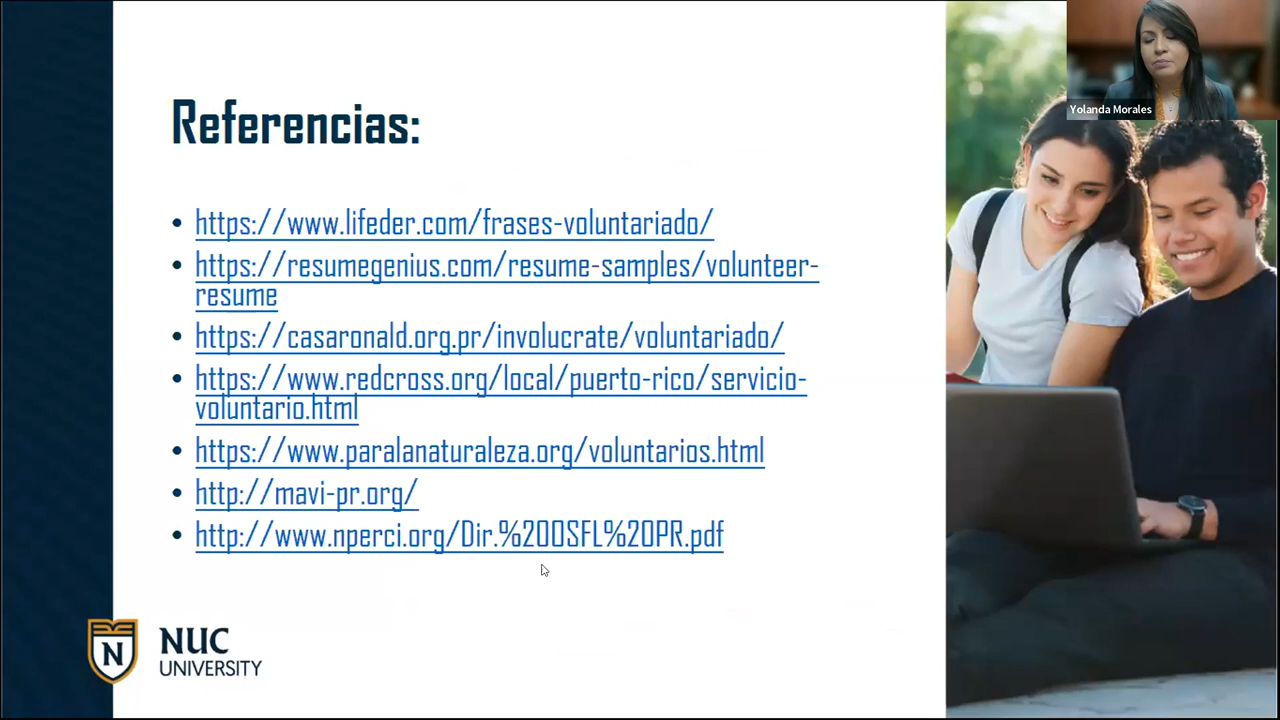 Yolanda Morales
Referencias:
• https://www.lifeder.com/frases-voluntariado/
• https://resumegenius.com/resume-samples/volunteer-
resume
• https://casaronald.org.pr/involucrate/voluntariado/
• https://www.redcross.org/local/puerto-rico/servicio-
voluntario.html
• https://www.paralanaturaleza.org/voluntarios.html
• http://mavi-pr.org/
• http://www.nperci.org/Dir.%20OSFL%20PR.pdf
N
NUC
UNIVERSITY